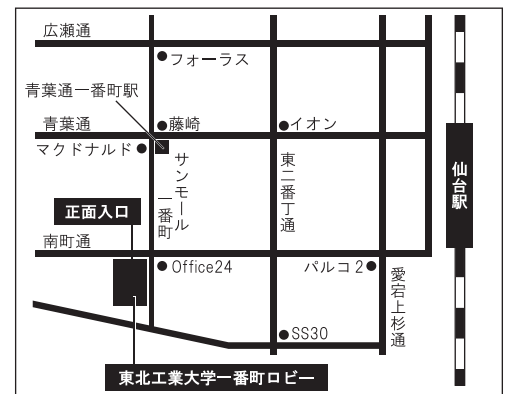 広瀬通
●フォーラス
青葉通一番町駅
青葉通
●藤崎
●イオン
マクドナルド●
サンモール
一番町
東二番丁通
仙台駅
正面入口
南町通
●Office24
パルコ2●
愛宕上杉通
●SS30
東北工業大学一番町ロビー